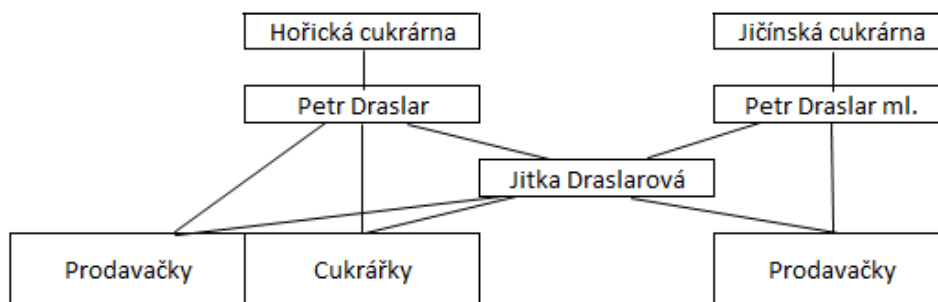 Hořická cukrárna
Jičínská cukrárna
Petr Draslar
Petr Draslar ml.
Jitka Draslarová
Prodavačky
Cukrářky
Prodavačky